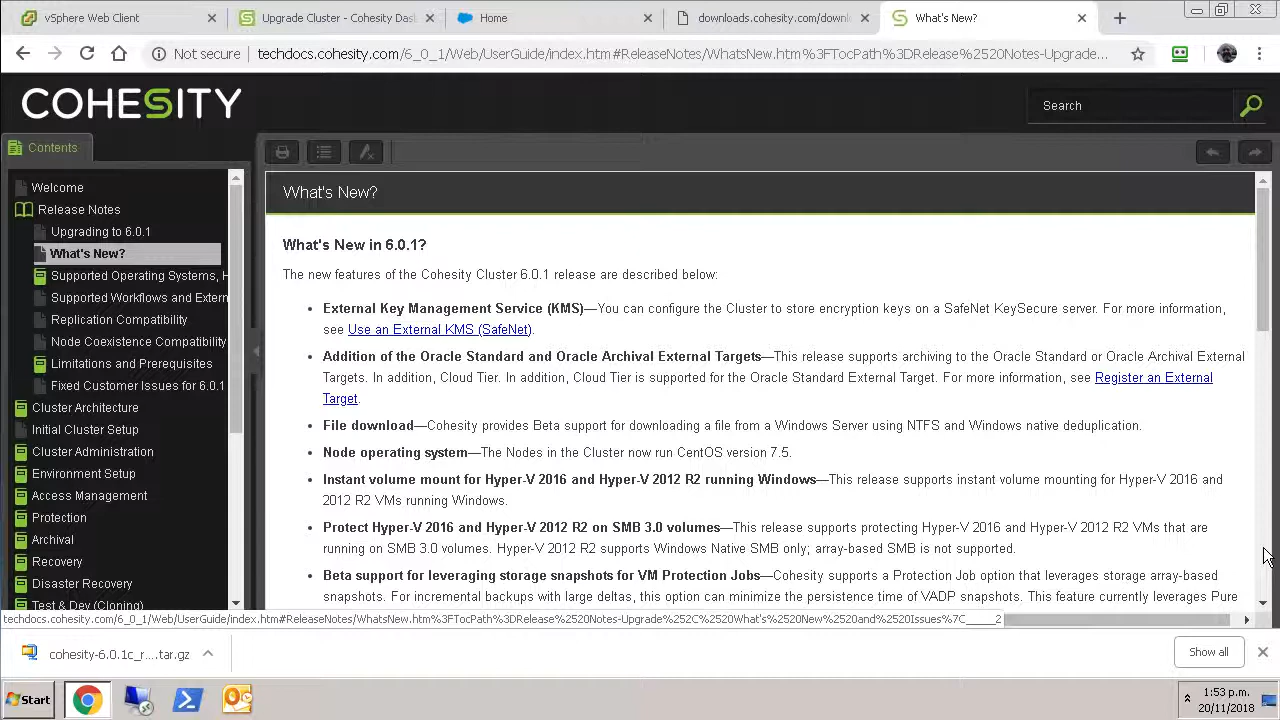 vSphere Web Client
Upgrade Cluster - Cohesity Das
Home
downloads.cohesity.com/downl
What's New?
Not secure
techdocs.cohesity.com/6_0_1/Web/UserGuide/index.htm#ReleaseNotes/WhatsNew.htm%3FTocPath%3DRelease%2520Notes-Upgrade...
COHESITY
Search
Contents
Welcome
Release Notes
Upgrading to 6.0.1
What's New?
Supported Operating Systems, H
Supported Workflows and Extern
Replication Compatibility
Node Coexistence Compatibility
Limitations and Prerequisites
Fixed Customer Issues for 6.0.1
Cluster Architecture
Initial Cluster Setup
Cluster Administration
Environment Setup
Access Management
Protection
Archival
Recovery
Disaster Recovery
Test & Dev (Cloning)
What's New?
What's New in 6.0.1?
The new features of the Cohesity Cluster 6.0.1 release are described below:
• External Key Management Service (KMS)—You can configure the Cluster to store encryption keys on a SafeNet KeySecure server. For more information,
see Use an External KMS (SafeNet).
• Addition of the Oracle Standard and Oracle Archival External Targets—This release supports archiving to the Oracle Standard or Oracle Archival External
Targets. In addition, Cloud Tier. In addition, Cloud Tier is supported for the Oracle Standard External Target. For more information, see Register an External
Target.
• File download—Cohesity provides Beta support for downloading a file from a Windows Server using NTFS and Windows native deduplication.
• Node operating system—The Nodes in the Cluster now run CentOS version 7.5.
• Instant volume mount for Hyper-V 2016 and Hyper-V 2012 R2 running Windows—This release supports instant volume mounting for Hyper-V 2016 and
2012 R2 VMs running Windows.
• Protect Hyper-V 2016 and Hyper-V 2012 R2 on SMB 3.0 volumes—This release supports protecting Hyper-V 2016 and Hyper-V 2012 R2 VMs that are
running on SMB 3.0 volumes. Hyper-V 2012 R2 supports Windows Native SMB only; array-based SMB is not supported.
• Beta support for leveraging storage snapshots for VM Protection Jobs—Cohesity supports a Protection Job option that leverages storage array-based
snapshots. For incremental backups with large deltas, this option can minimize the persistence time of VADP snapshots. This feature currently leverages Pure
techdocs.cohesity.com/6_0_1/Web/UserGuide/index.htm#ReleaseNotes/WhatsNew.htm%3FTocPath%3DRelease%2520Notes-Upgrade%252C%2520What's%2520New%2520and%2520Issues%7C_____2
cohesity-6.0.1c_r....tar.gz
Show all
Start
1:53 p.m.
20/11/2018